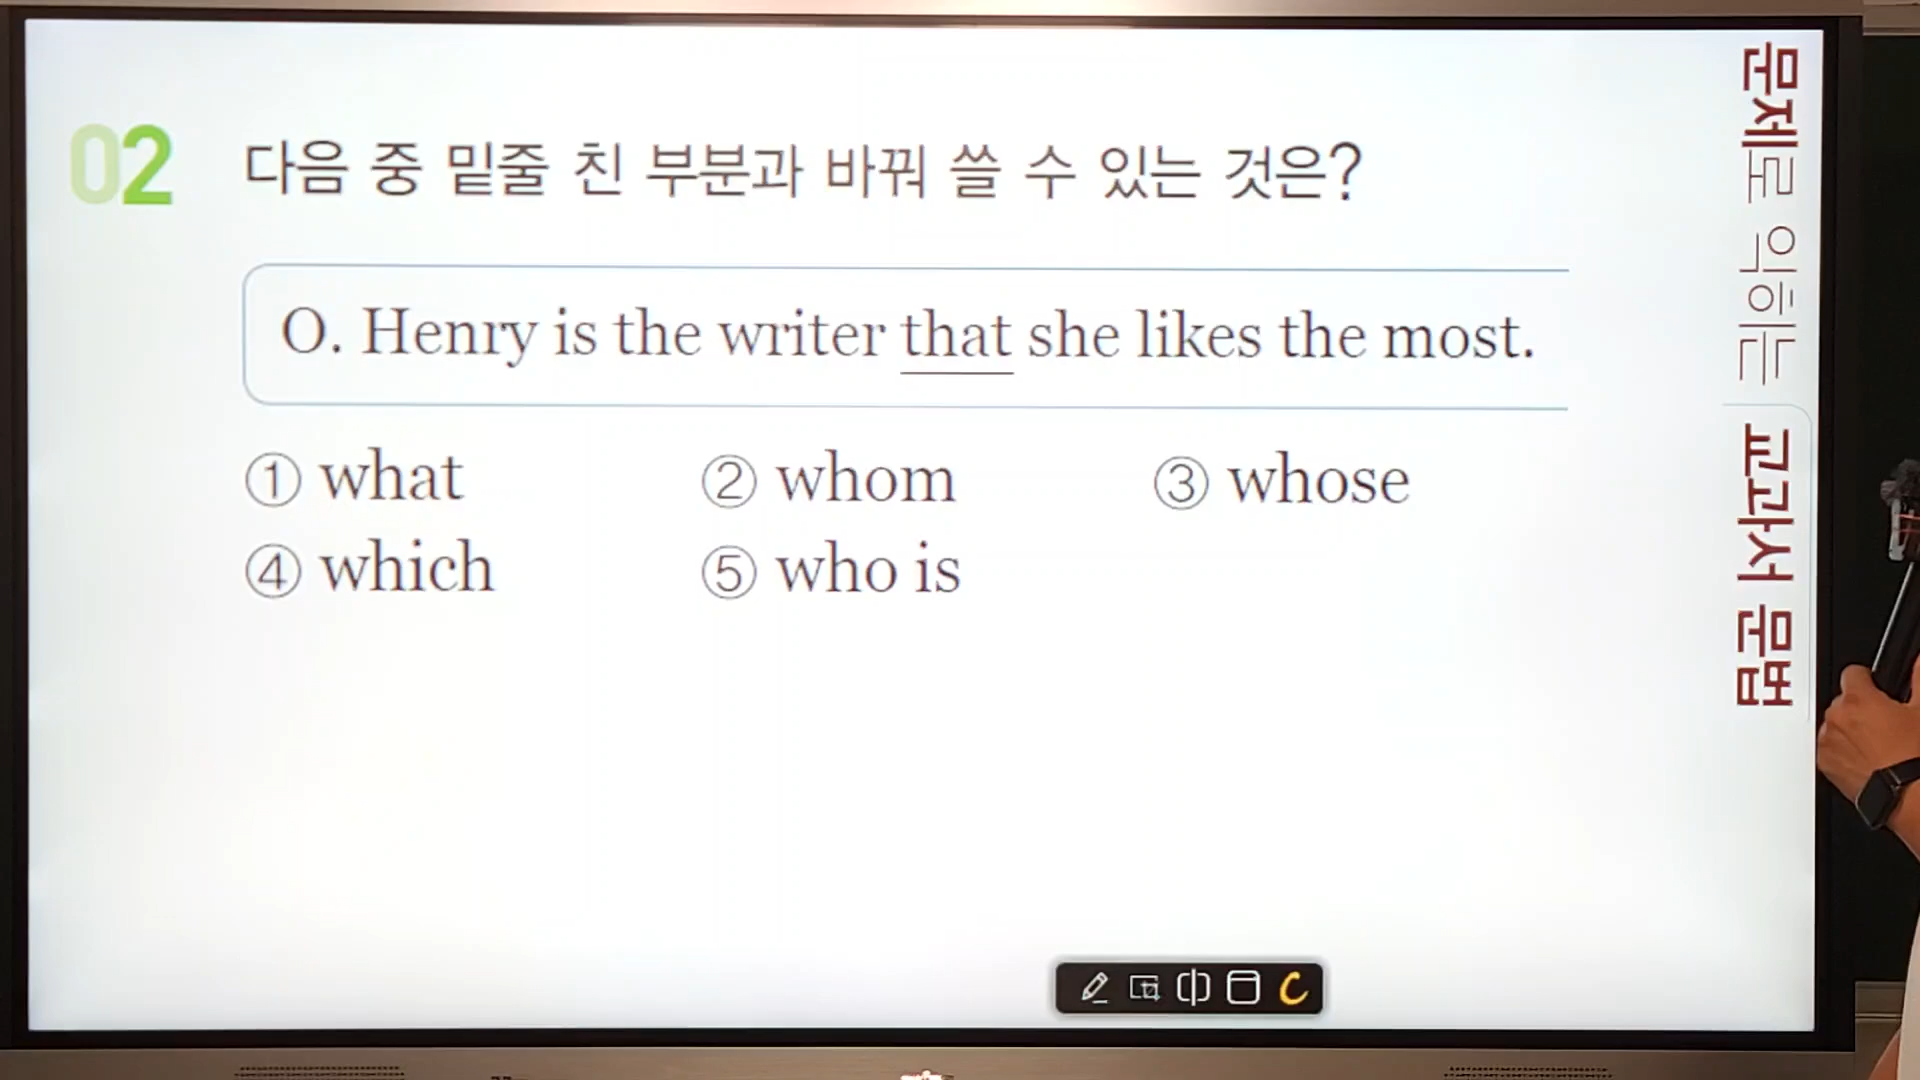 02 다음 중 밑줄 친 부분과 바꿔 쓸 수 있는 것은?
O. Henry is the writer that she likes the most.
① what ② whom ③ whose
④ which ⑤ who is
문제로 익히는 교과서 문법